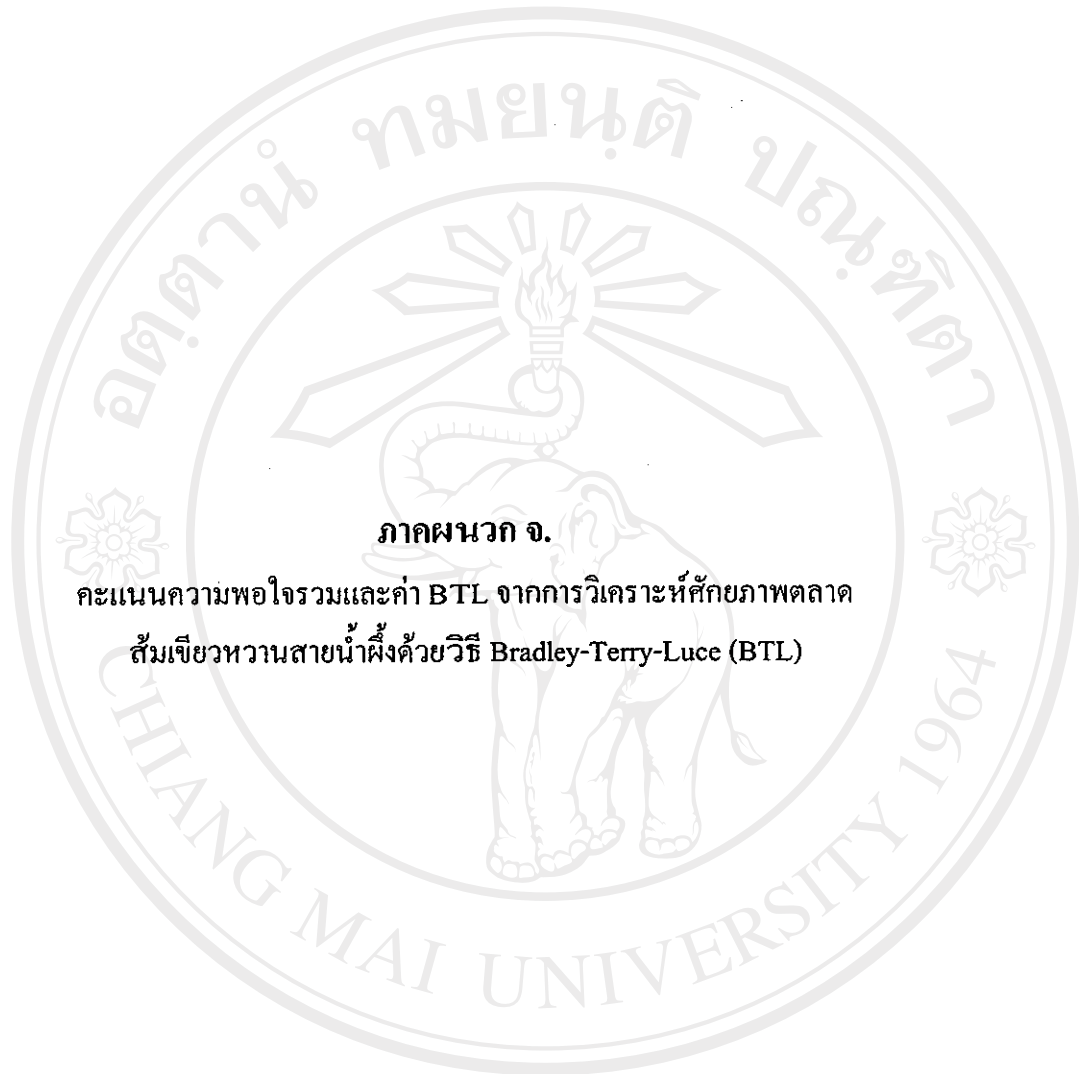 อตฺตานํ ทมยนฺติ ปณฺฑิตา
ภาคผนวก จ.
คะแนนความพอใจรวมและค่า BTL จากการวิเคราะห์ศักยภาพตลาด
ส้มเขียวหวานสายน้ำผึ้งด้วยวิธี Bradley-Terry-Luce (BTL)
CHIANG MAI UNIVERSITY 1964